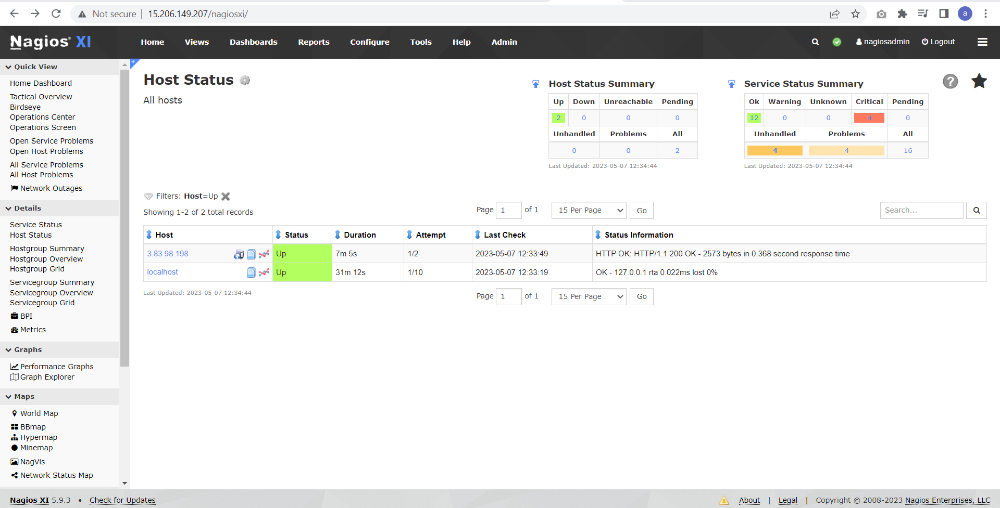 Not secure | 15.206.149.207/nagiosxi/
a
Nagios® XI
Home Views Dashboards Reports Configure Tools Help Admin
nagiosadmin Logout
Quick View
Home Dashboard
Tactical Overview
Birdseye
Operations Center
Operations Screen
Open Service Problems
Open Host Problems
All Service Problems
All Host Problems
Network Outages
Details
Service Status
Host Status
Hostgroup Summary
Hostgroup Overview
Hostgroup Grid
Servicegroup Summary
Servicegroup Overview
Servicegroup Grid
BPI
Metrics
Graphs
Performance Graphs
Graph Explorer
Maps
World Map
BBmap
Hypermap
Minemap
NagVis
Network Status Map
Host Status
All hosts
Host Status Summary
Up Down Unreachable Pending
2 0 0 0
Unhandled Problems All
0 0 2
Last Updated: 2023-05-07 12:34:44
Service Status Summary
Ok Warning Unknown Critical Pending
12 0 0 4 0
Unhandled Problems All
4 4 16
Last Updated: 2023-05-07 12:34:44
?
Filters: Host=Up
Showing 1-2 of 2 total records
Page 1 of 1 15 Per Page Go
Search...
Host Status Duration Attempt Last Check Status Information
3.83.98.198 Up 7m 5s 1/2 2023-05-07 12:33:49 HTTP OK: HTTP/1.1 200 OK - 2573 bytes in 0.368 second response time
localhost Up 31m 12s 1/10 2023-05-07 12:33:19 OK - 127.0.0.1 rta 0.022ms lost 0%
Last Updated: 2023-05-07 12:34:44
Page 1 of 1 15 Per Page Go
Nagios XI 5.9.3 • Check for Updates
About | Legal | Copyright © 2008-2023 Nagios Enterprises, LLC